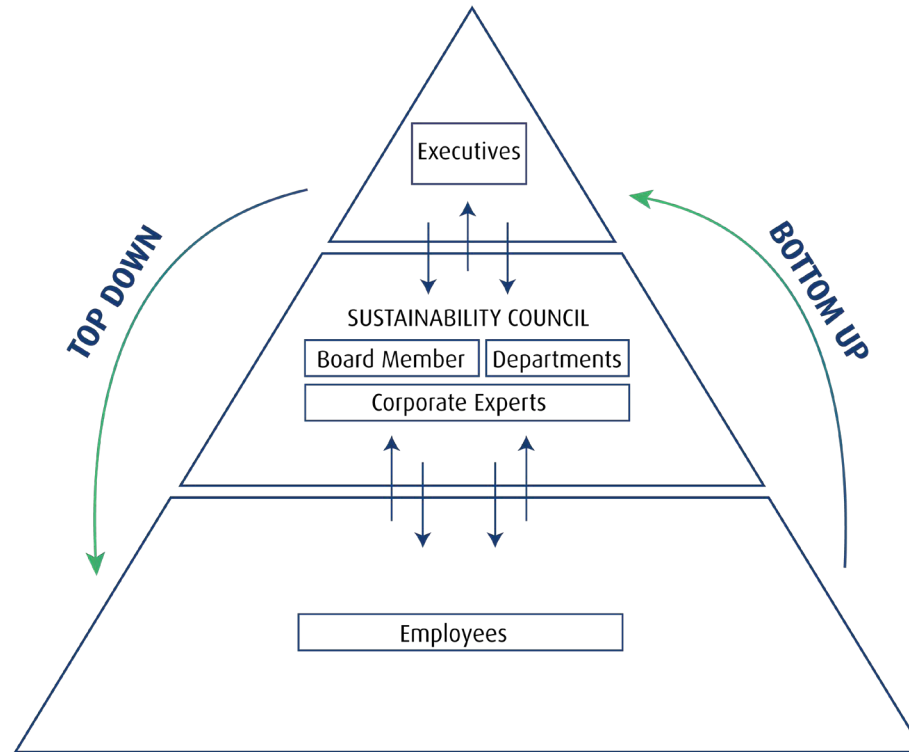 Executives
TOP DOWN
BOTTOM UP
SUSTAINABILITY COUNCIL
Board Member
Departments
Corporate Experts
Employees